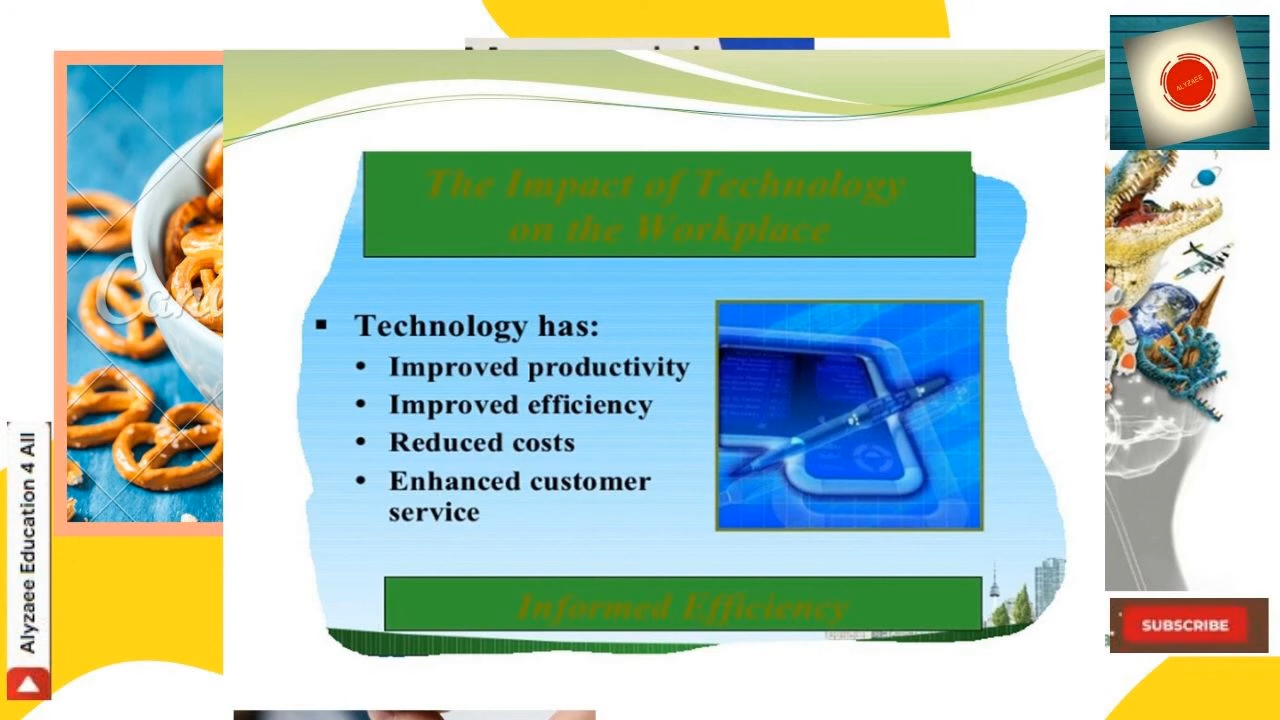 ALYZAEE
The Impact of Technology
on the Workplace
Technology has:
Improved productivity
Improved efficiency
Reduced costs
Enhanced customer
service
Informed Efficiency
Alyzaee Education 4 All
SUBSCRIBE